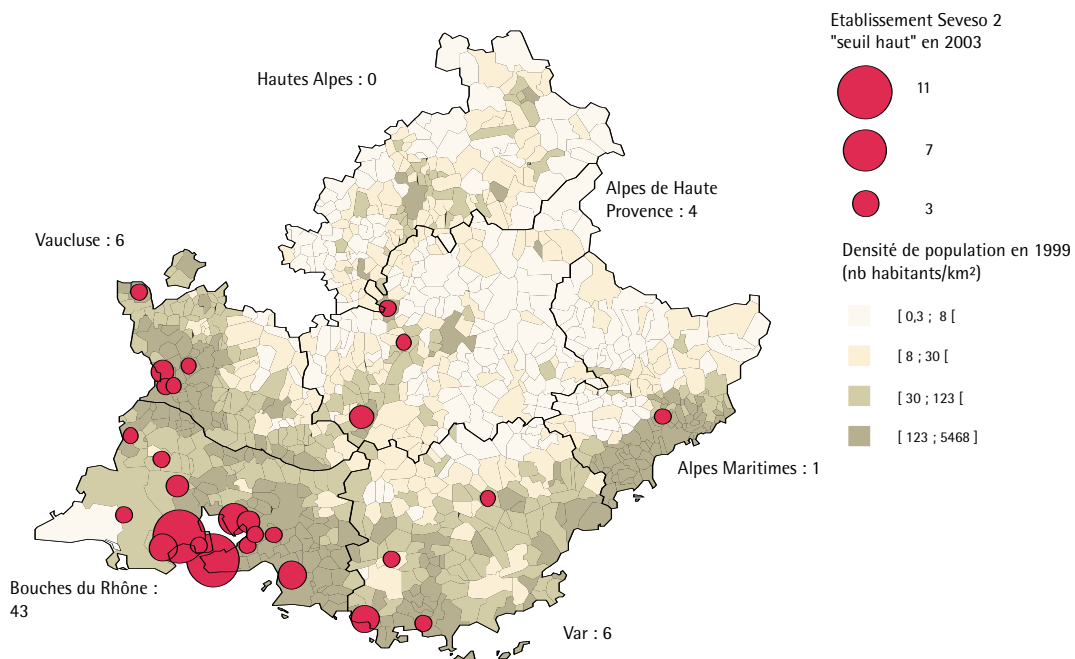 Etablissement Seveso 2
"seuil haut" en 2003
11
7
3
Densité de population en 1999
(nb habitants/km²)
[ 0,3 ; 8 [
[ 8 ; 30 [
[ 30 ; 123 [
[ 123 ; 5468 ]
Hautes Alpes : 0
Alpes de Haute
Provence : 4
Vaucluse : 6
Alpes Maritimes : 1
Bouches du Rhône :
43
Var : 6